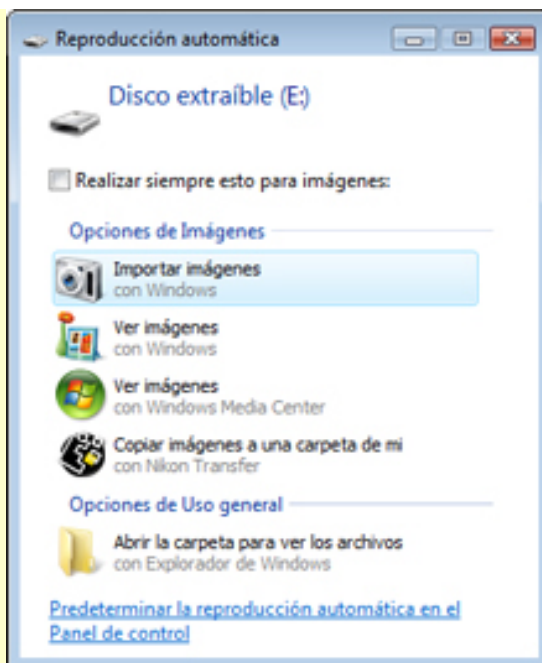 Reproducción automática
Disco extraíble (E:)
Realizar siempre esto para imágenes:
Opciones de Imágenes
Importar imágenes
con Windows
Ver imágenes
con Windows
Ver imágenes
con Windows Media Center
Copiar imágenes a una carpeta de mi
con Nikon Transfer
Opciones de Uso general
Abrir la carpeta para ver los archivos
con Explorador de Windows
Predeterminar la reproducción automática en el
Panel de control